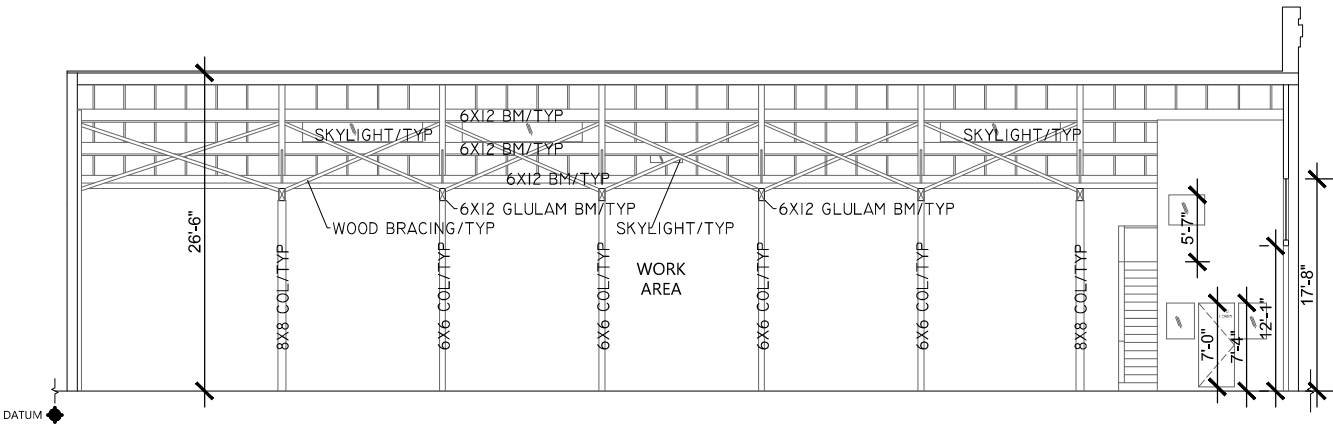 6X12 BM/TYP
SKYLIGHT/TYP
SKYLIGHT/TYP
6X12 BM/TYP
6X12 BM/TYP
6X12 GLULAM BM/TYP
6X12 GLULAM BM/TYP
WOOD BRACING/TYP
SKYLIGHT/TYP
26'-6"
5'-7"
8X8 COL/TYP
6X6 COL/TYP
6X6 COL/TYP
WORK
AREA
6X6 COL/TYP
6X6 COL/TYP
8X8 COL/TYP
7'-0"
7'-4"
12'-1"
17'-8"
DATUM